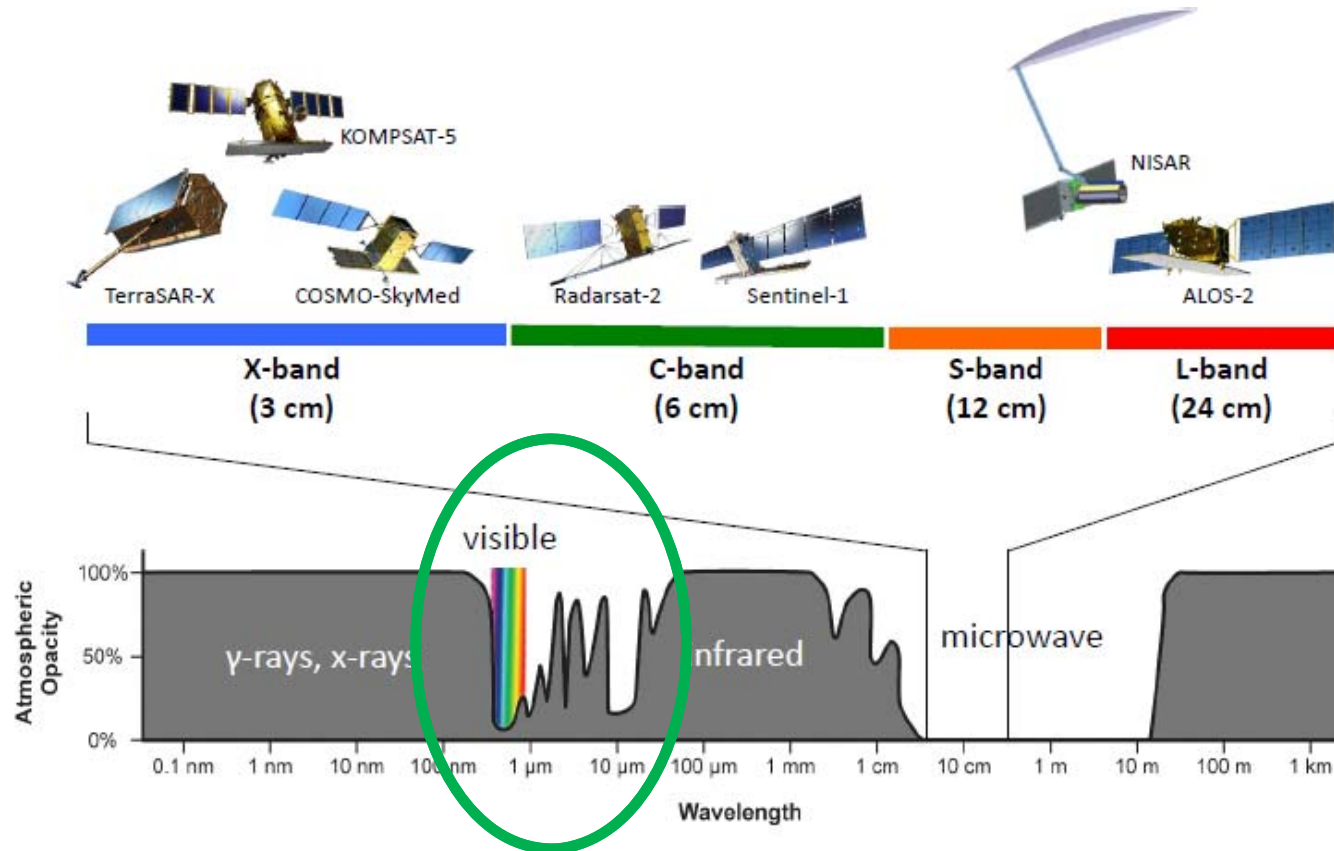 KOMPSAT-5
NISAR
TerraSAR-X
COSMO-SkyMed
Radarsat-2
Sentinel-1
ALOS-2
X-band
(3 cm)
C-band
(6 cm)
S-band
(12 cm)
L-band
(24 cm)
visible
100%
50%
0%
Atmospheric
Opacity
γ-rays, x-rays
infrared
microwave
0.1 nm
1 nm
10 nm
100 nm
1 μm
10 μm
100 μm
1 mm
1 cm
10 cm
1 m
10 m
100 m
1 km
Wavelength